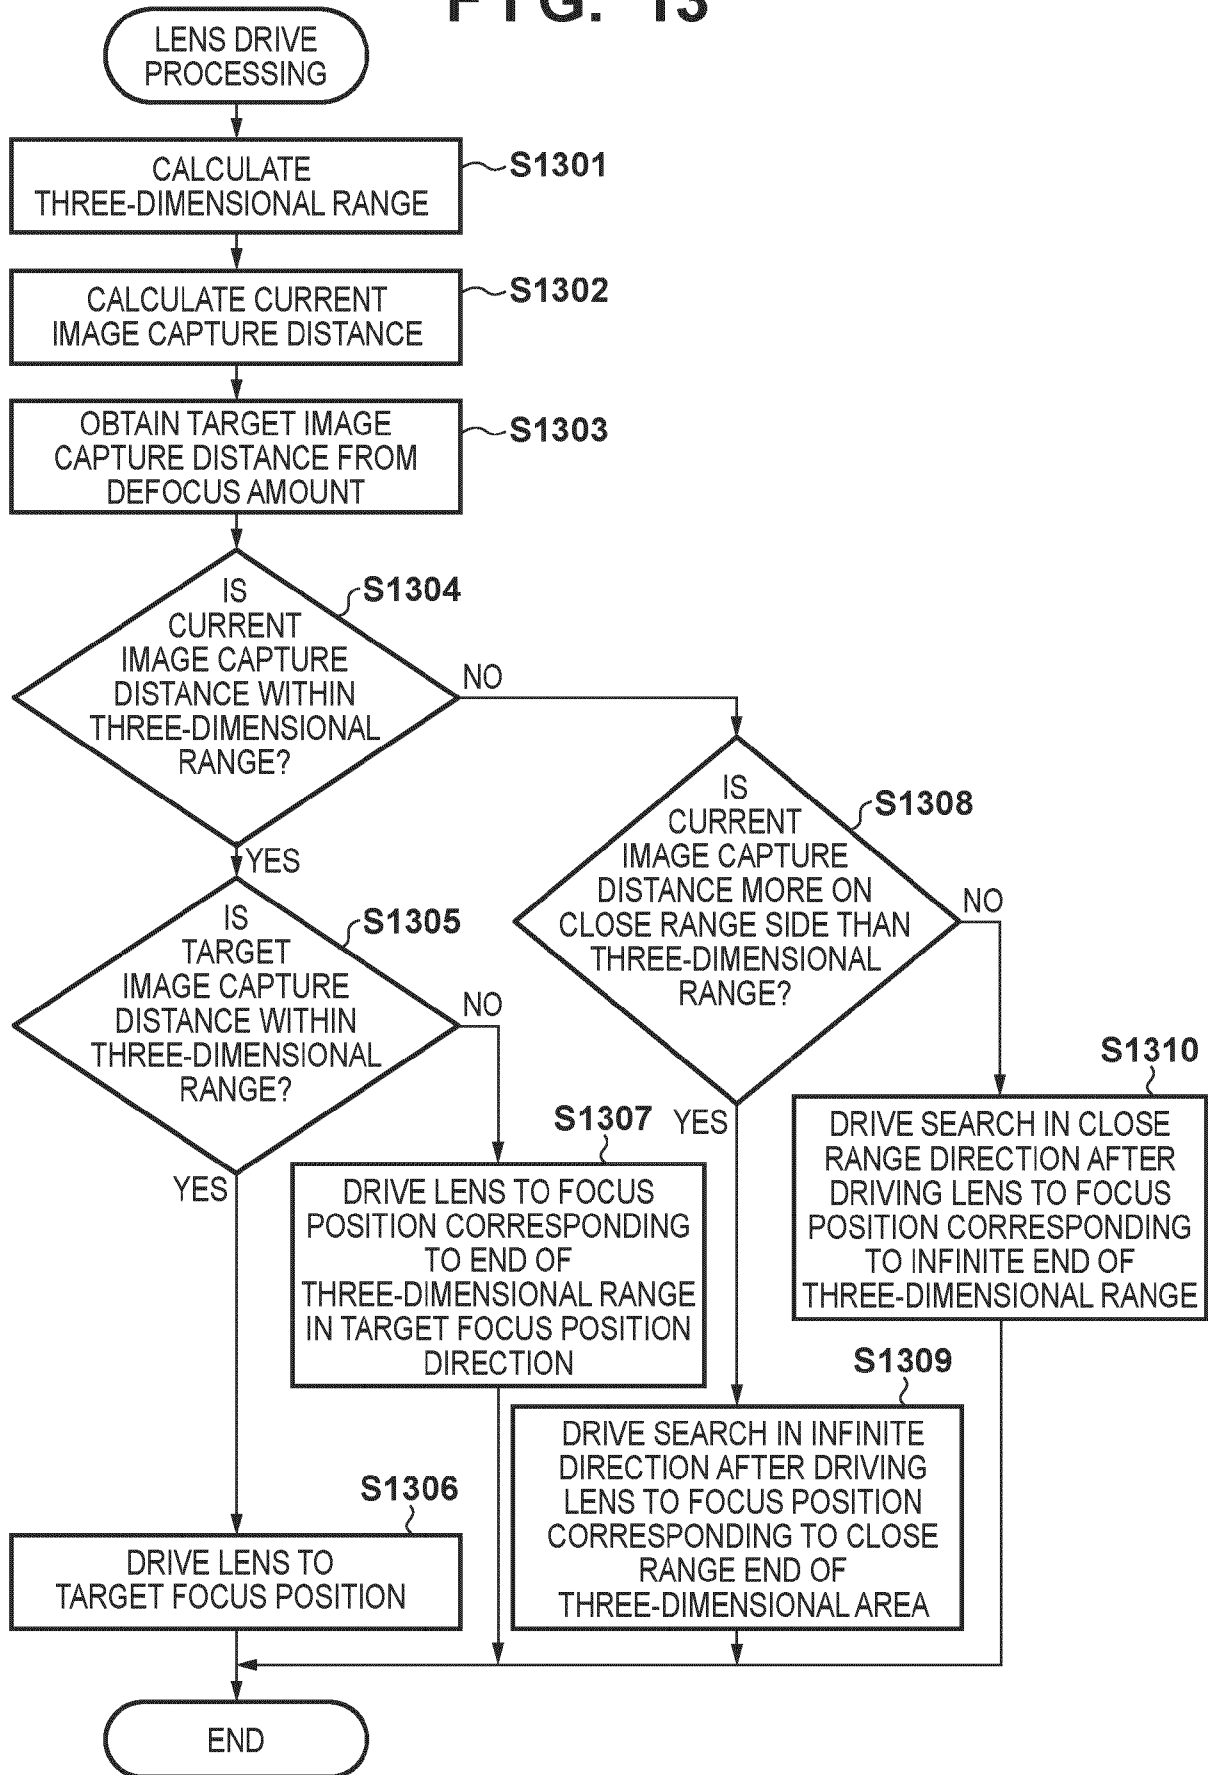 FIG. 13
LENS DRIVE
PROCESSING
CALCULATE
THREE-DIMENSIONAL RANGE
S1301
CALCULATE CURRENT
IMAGE CAPTURE DISTANCE
S1302
OBTAIN TARGET IMAGE
CAPTURE DISTANCE FROM
DEFOCUS AMOUNT
S1303
IS
CURRENT
IMAGE CAPTURE
DISTANCE WITHIN
THREE-DIMENSIONAL
RANGE?
S1304
NO
YES
IS
TARGET
IMAGE CAPTURE
DISTANCE WITHIN
THREE-DIMENSIONAL
RANGE?
S1305
NO
YES
IS
CURRENT
IMAGE CAPTURE
DISTANCE MORE ON
CLOSE RANGE SIDE THAN
THREE-DIMENSIONAL
RANGE?
S1308
NO
YES
S1310
DRIVE SEARCH IN CLOSE
RANGE DIRECTION AFTER
DRIVING LENS TO FOCUS
POSITION CORRESPONDING
TO INFINITE END OF
THREE-DIMENSIONAL RANGE
S1307
DRIVE LENS TO FOCUS
POSITION CORRESPONDING
TO END OF
THREE-DIMENSIONAL RANGE
IN TARGET FOCUS POSITION
DIRECTION
S1309
DRIVE SEARCH IN INFINITE
DIRECTION AFTER DRIVING
LENS TO FOCUS POSITION
CORRESPONDING TO CLOSE
RANGE END OF
THREE-DIMENSIONAL AREA
S1306
DRIVE LENS TO
TARGET FOCUS POSITION
END